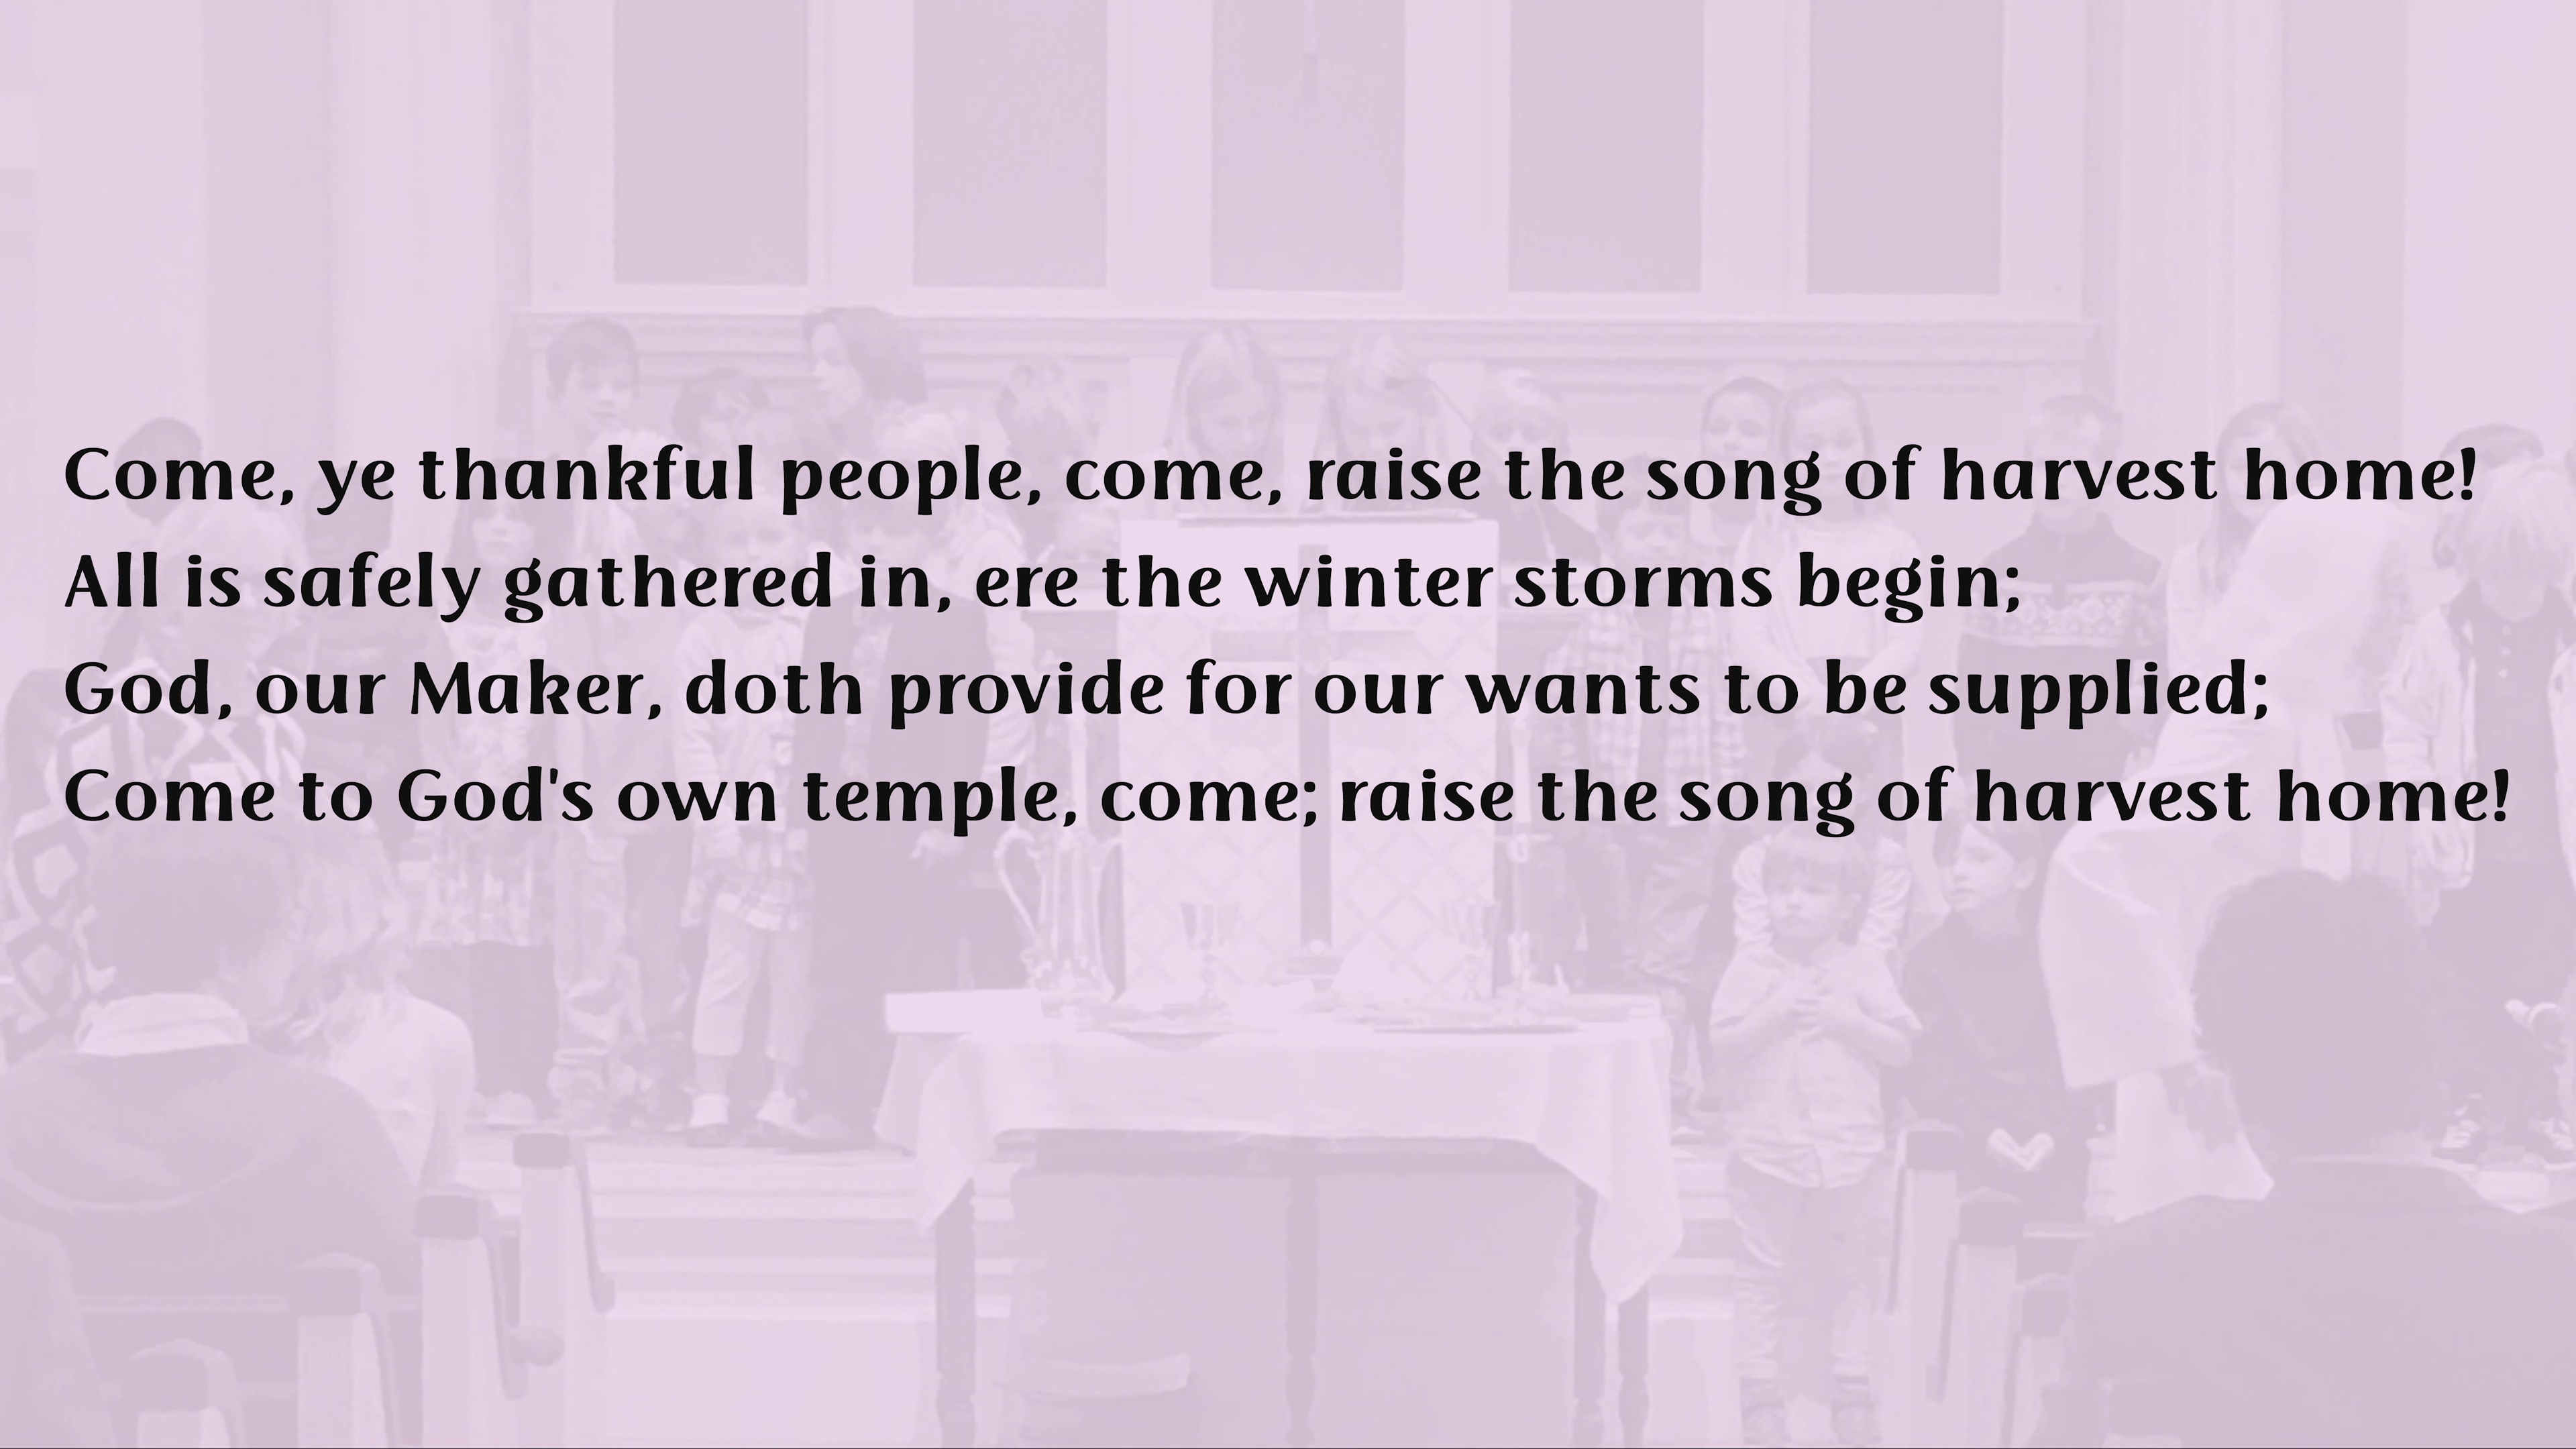 Come, ye thankful people, come, raise the song of harvest home!
All is safely gathered in, ere the winter storms begin;
God, our Maker, doth provide for our wants to be supplied;
Come to God's own temple, come; raise the song of harvest home!